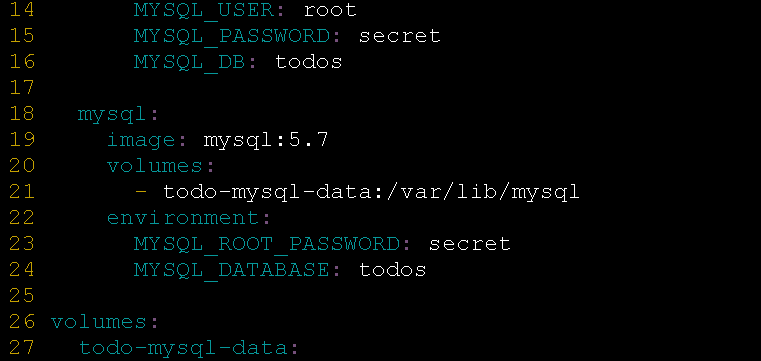 14       MYSQL_USER: root
15       MYSQL_PASSWORD: secret
16       MYSQL_DB: todos
17
18   mysql:
19     image: mysql:5.7
20     volumes:
21       - todo-mysql-data:/var/lib/mysql
22     environment:
23       MYSQL_ROOT_PASSWORD: secret
24       MYSQL_DATABASE: todos
25
26 volumes:
27   todo-mysql-data: